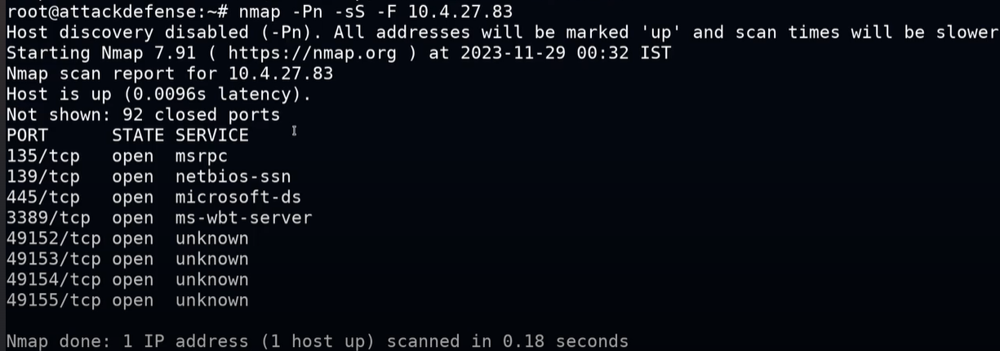 root@attackdefense:~# nmap -Pn -sS -F 10.4.27.83
Host discovery disabled (-Pn). All addresses will be marked 'up' and scan times will be slower
Starting Nmap 7.91 ( https://nmap.org ) at 2023-11-29 00:32 IST
Nmap scan report for 10.4.27.83
Host is up (0.0096s latency).
Not shown: 92 closed ports
PORT      STATE SERVICE
135/tcp   open  msrpc
139/tcp   open  netbios-ssn
445/tcp   open  microsoft-ds
3389/tcp  open  ms-wbt-server
49152/tcp open  unknown
49153/tcp open  unknown
49154/tcp open  unknown
49155/tcp open  unknown
Nmap done: 1 IP address (1 host up) scanned in 0.18 seconds